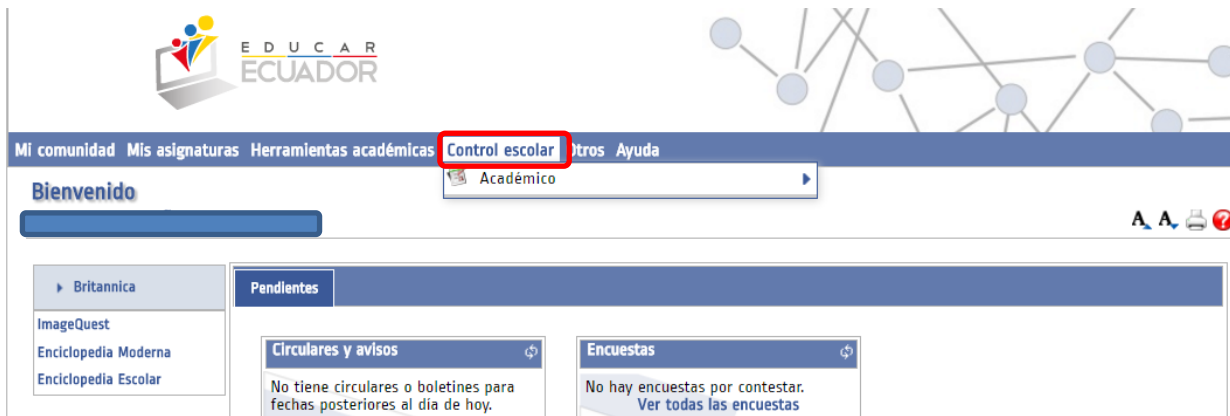 EDUCAR
ECUADOR
Mi comunidad Mis asignaturas Herramientas académicas Control escolar Otros Ayuda
Académico
Bienvenido
A A ?
Britannica
Pendientes
ImageQuest
Enciclopedia Moderna
Enciclopedia Escolar
Circulares y avisos
No tiene circulares o boletines para
fechas posteriores al día de hoy.
Encuestas
No hay encuestas por contestar.
Ver todas las encuestas